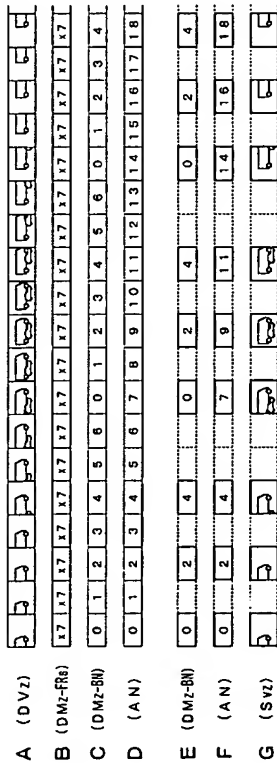 A (DVz)
B (DMz-FRs) x7 x7 x7 x7 x7 x7 x7 x7 x7 x7 x7 x7 x7 x7 x7 x7 x7 x7 x7
C (DMz-BN) 0 1 2 3 4 5 6 0 1 2 3 4 5 6 0 1 2 3 4
D (AN) 0 1 2 3 4 5 6 7 8 9 10 11 12 13 14 15 16 17 18
E (DMz-BN) 0 2 4 0 2 4 0 2 4
F (AN) 0 2 4 7 9 11 14 16 18
G (Svz)